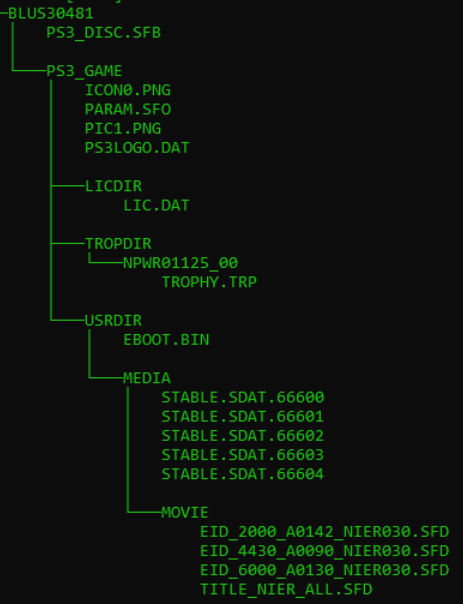 BLUS30481
PS3_DISC.SFB
PS3_GAME
ICON0.PNG
PARAM.SFO
PIC1.PNG
PS3LOGO.DAT
LICDIR
LIC.DAT
TROPDIR
NPWR01125_00
TROPHY.TRP
USRDIR
EBOOT.BIN
MEDIA
STABLE.SDAT.66600
STABLE.SDAT.66601
STABLE.SDAT.66602
STABLE.SDAT.66603
STABLE.SDAT.66604
MOVIE
EID_2000_A0142_NIER030.SFD
EID_4430_A0090_NIER030.SFD
EID_6000_A0130_NIER030.SFD
TITLE_NIER_ALL.SFD